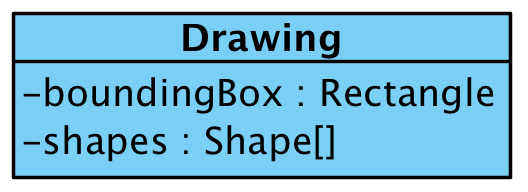 Drawing
-boundingBox : Rectangle
-shapes : Shape[]